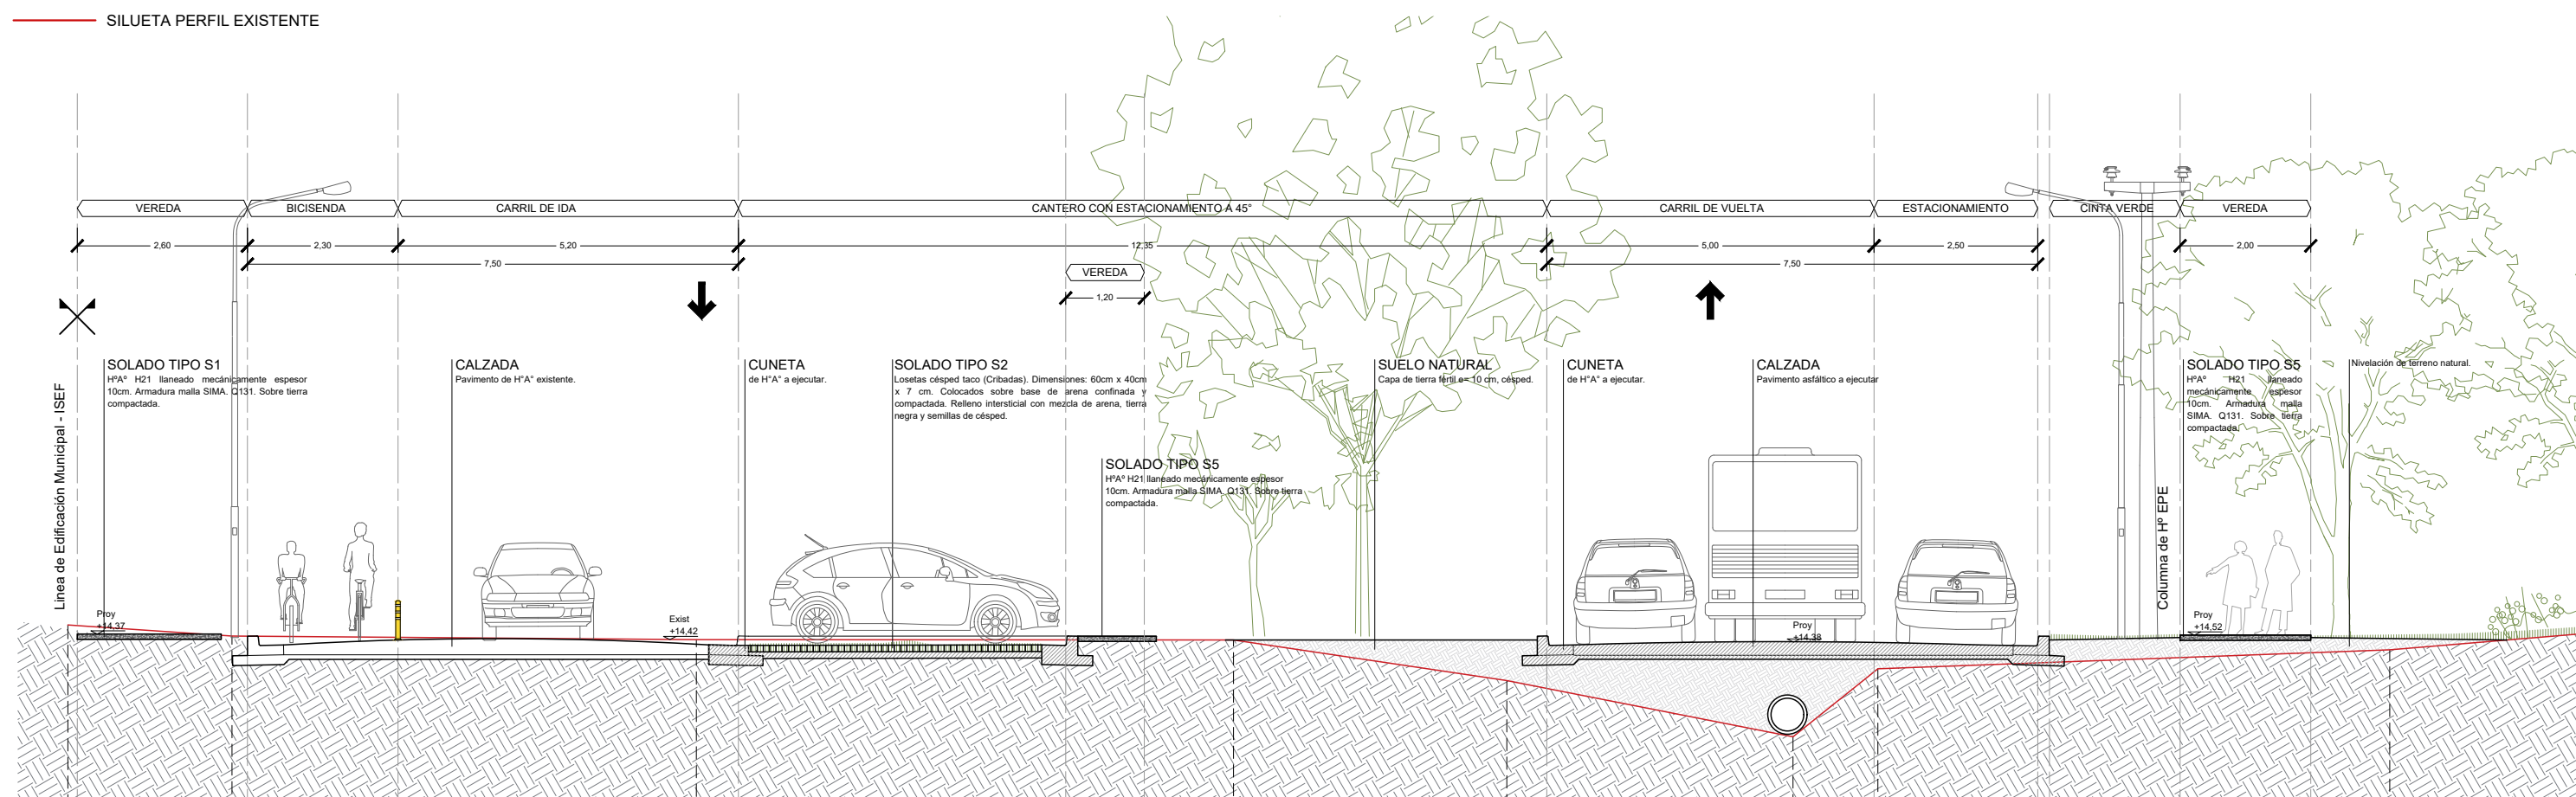 SILUETA PERFIL EXISTENTE
VEREDA
BICISENDA
CARRIL DE IDA
CANTERO CON ESTACIONAMIENTO A 45°
CARRIL DE VUELTA
ESTACIONAMIENTO
CINTA VERDE
VEREDA
2,60
2,30
5,20
12,35
5,00
2,50
2,00
7,50
7,50
VEREDA
1,20
Linea de Edificación Municipal - ISEF
SOLADO TIPO S1
HºAº H21 llaneado mecánicamente espesor
10cm. Armadura malla SIMA. Q131. Sobre tierra
compactada.
CALZADA
Pavimento de H°A° existente.
CUNETA
de H°A° a ejecutar.
SOLADO TIPO S2
Losetas césped taco (Cribadas). Dimensiones: 60cm x 40cm
x 7 cm. Colocados sobre base de arena confinada y
compactada. Relleno intersticial con mezcla de arena, tierra
negra y semillas de césped.
SOLADO TIPO S5
HºAº H21 llaneado mecánicamente espesor
10cm. Armadura malla SIMA. Q131. Sobre tierra
compactada.
SUELO NATURAL
Capa de tierra fértil e= 10 cm, césped.
CUNETA
de H°A° a ejecutar.
CALZADA
Pavimento asfáltico a ejecutar
SOLADO TIPO S5
HºAº H21 llaneado
mecánicamente espesor
10cm. Armadura malla
SIMA. Q131. Sobre tierra
compactada.
Nivelación de terreno natural.
Columna de Hº EPE
Proy
+14,37
Exist
+14,42
Proy
+14,38
Proy
+14,52